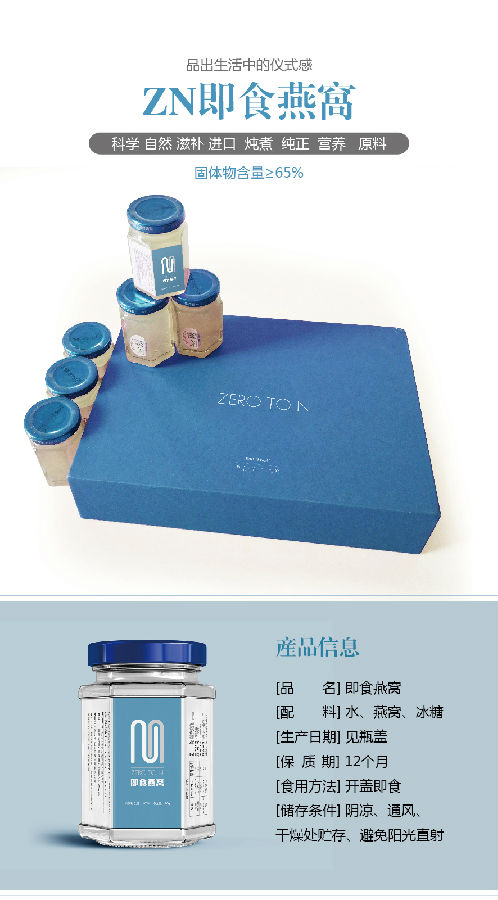 品出生活中的仪式感
ZN即食燕窝
科学 自然 滋补 进口 炖煮 纯正 营养 原料
固体物含量≥65%
ZERO TO N
ZERO TO N
即食燕窝
産品信息
[品 名] 即食燕窝
[配 料] 水、燕窝、冰糖
[生产日期] 见瓶盖
[保 质 期] 12个月
[食用方法] 开盖即食
[储存条件] 阴凉、通风、
干燥处贮存、避免阳光直射